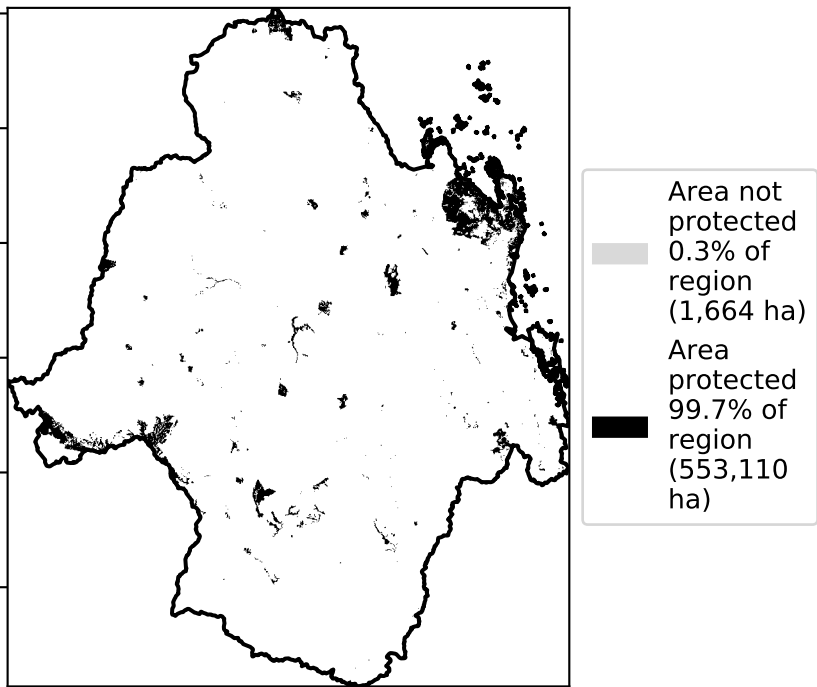 Area not
protected
0.3% of
region
(1,664 ha)
Area
protected
99.7% of
region
(553,110
ha)